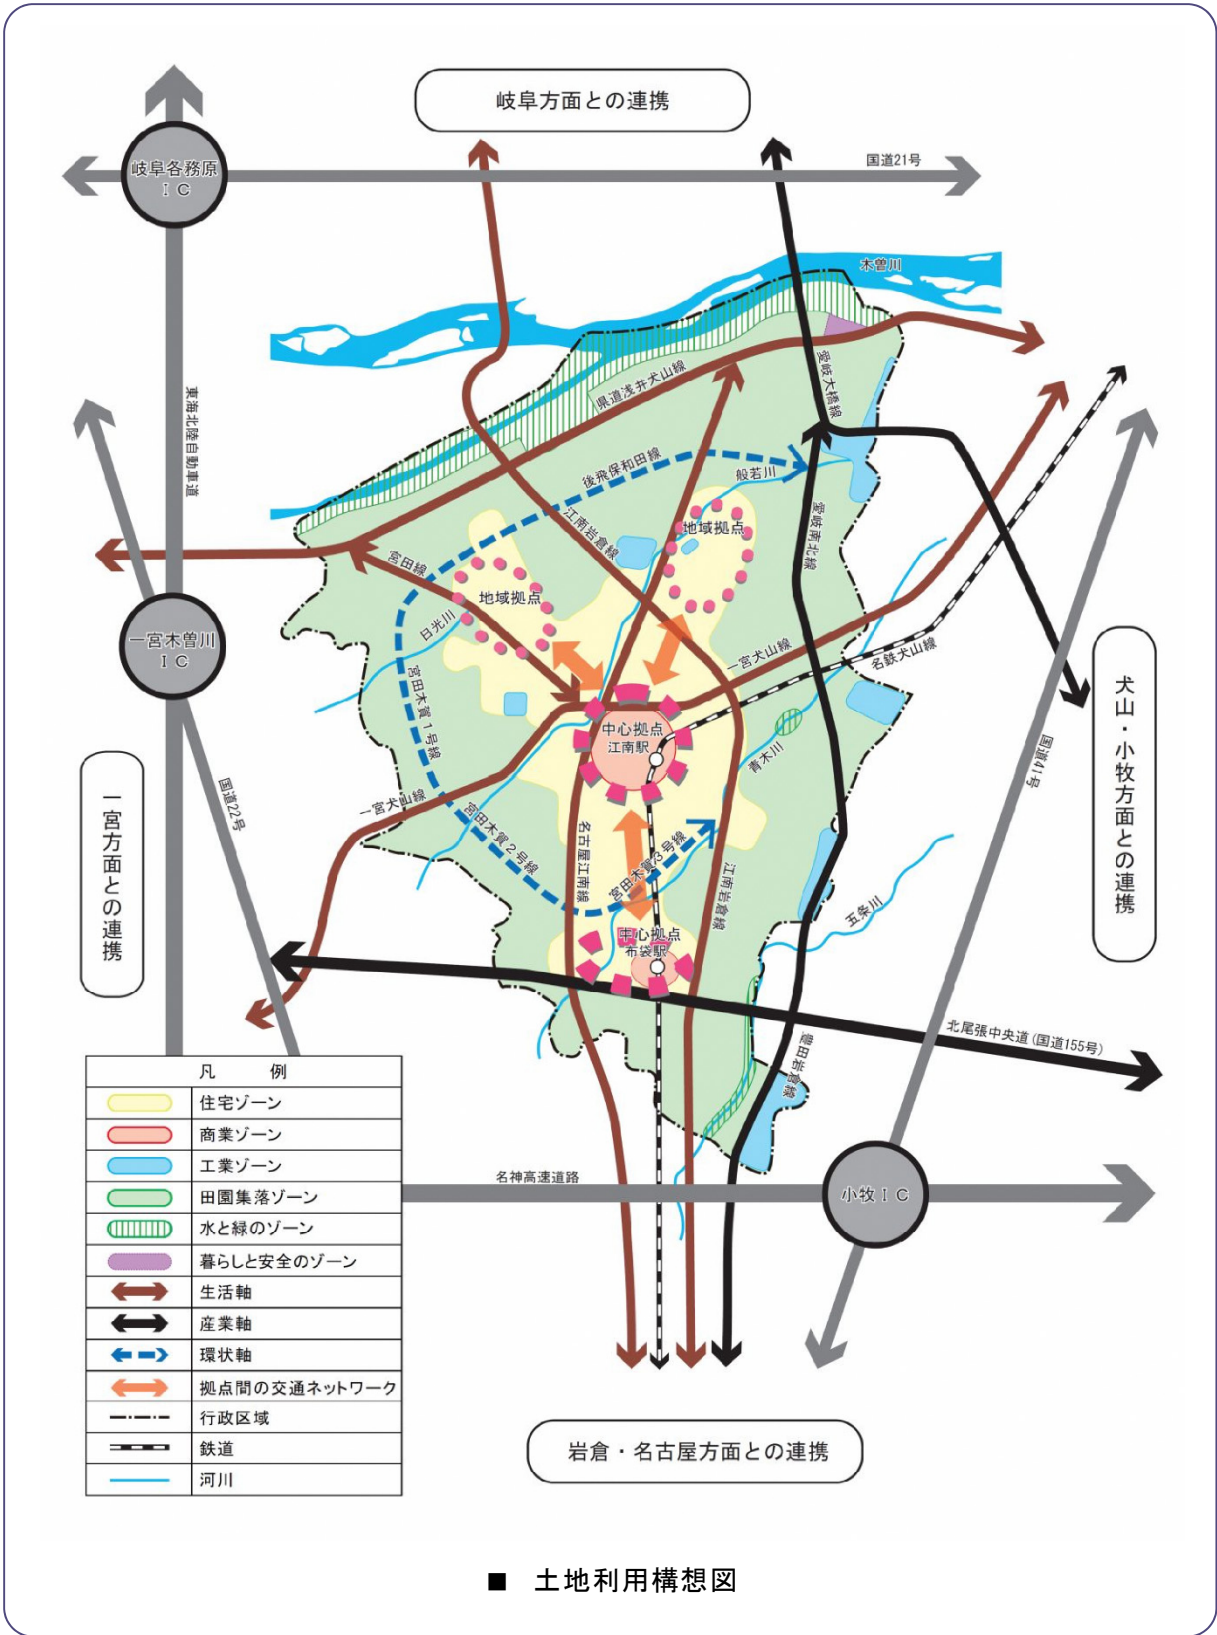 岐阜方面との連携
国道21号
岐阜各務原
ＩＣ
木曽川
東海北陸自動車道
県道浅井犬山線
愛岐大橋線
後飛保和田線
般若川
江南岩倉線
愛岐南北線
地域拠点
宮田線
地域拠点
日光川
一宮木曽川
ＩＣ
一宮犬山線
名鉄犬山線
宮田木賀１号線
中心拠点
江南駅
青木川
犬山・小牧方面との連携
国道41号
一宮方面との連携
国道22号
一宮犬山線
宮田木賀２号線
名古屋江南線
宮田木賀３号線
江南岩倉線
五条川
中心拠点
布袋駅
北尾張中央道(国道155号)
豊田岩倉線
凡　例
住宅ゾーン
商業ゾーン
工業ゾーン
田園集落ゾーン
水と緑のゾーン
暮らしと安全のゾーン
生活軸
産業軸
環状軸
拠点間の交通ネットワーク
行政区域
鉄道
河川
名神高速道路
小牧ＩＣ
岩倉・名古屋方面との連携
■　土地利用構想図